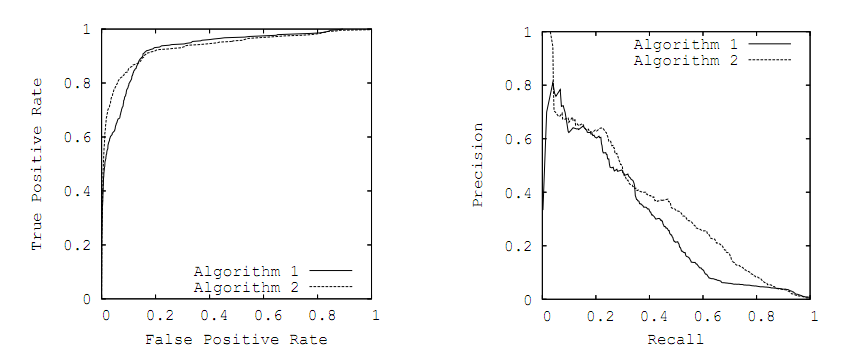 1
0.8
0.6
0.4
0.2
0
True Positive Rate
Algorithm 1
Algorithm 2
0 0.2 0.4 0.6 0.8 1
False Positive Rate
1
0.8
0.6
0.4
0.2
0
Precision
Algorithm 1
Algorithm 2
0 0.2 0.4 0.6 0.8 1
Recall